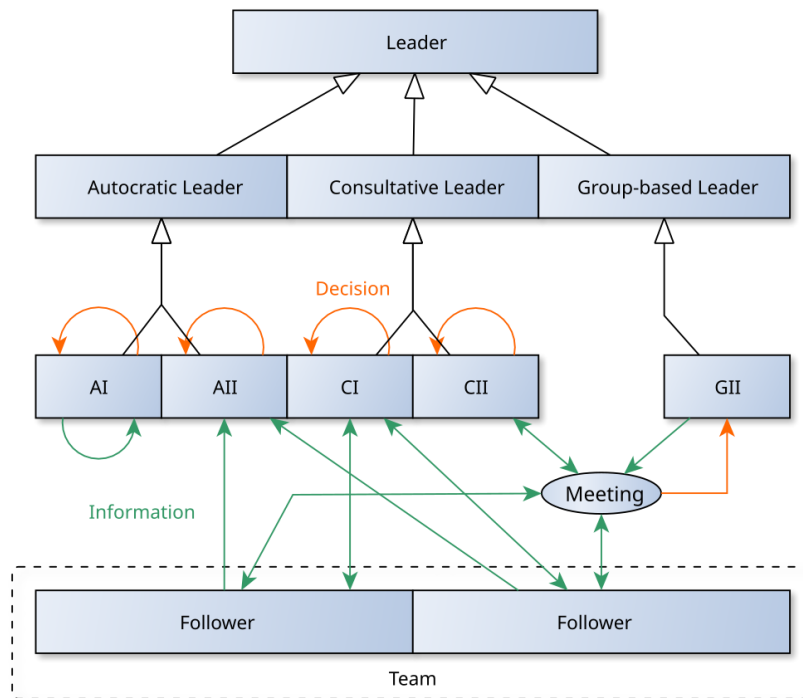 Leader
Autocratic Leader
Consultative Leader
Group-based Leader
Decision
AI
AII
CI
CII
GII
Meeting
Information
Follower
Follower
Team